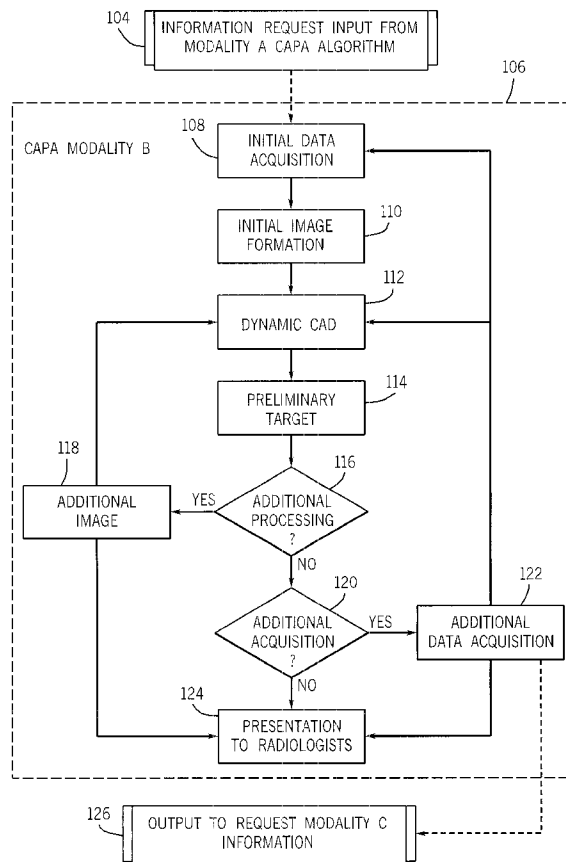 104
INFORMATION REQUEST INPUT FROM
MODALITY A CAPA ALGORITHM
106
CAPA MODALITY B
108
INITIAL DATA
ACQUISITION
110
INITIAL IMAGE
FORMATION
112
DYNAMIC CAD
114
PRELIMINARY
TARGET
116
118
ADDITIONAL
IMAGE
YES
ADDITIONAL
PROCESSING
?
NO
120
122
ADDITIONAL
ACQUISITION
?
YES
ADDITIONAL
DATA ACQUISITION
NO
124
PRESENTATION
TO RADIOLOGISTS
126
OUTPUT TO REQUEST MODALITY C
INFORMATION